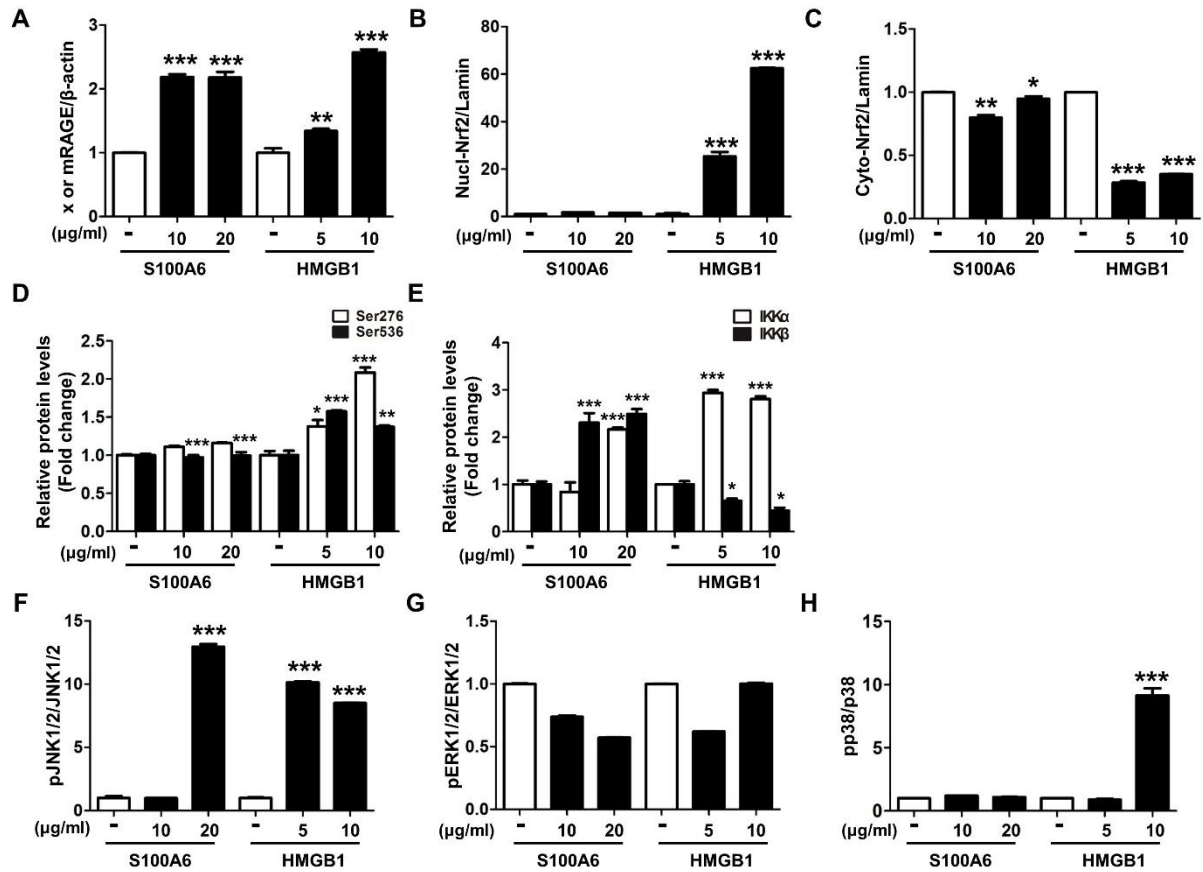 A
x or mRAGE/β-actin
3
2
1
0
***
***
**
***
(μg/ml)
- 10 20 - 5 10
S100A6 HMGB1
B
Nucl-Nrf2/Lamin
80
60
40
20
0
***
***
(μg/ml)
- 10 20 - 5 10
S100A6 HMGB1
C
Cyto-Nrf2/Lamin
1.5
1.0
0.5
0.0
**
*
***
***
(μg/ml)
- 10 20 - 5 10
S100A6 HMGB1
D
Ser276
Ser536
Relative protein levels
(Fold change)
2.5
2.0
1.5
1.0
0.5
0.0
***
***
*
***
***
**
(μg/ml)
- 10 20 - 5 10
S100A6 HMGB1
E
IKKα
IKKβ
Relative protein levels
(Fold change)
4
3
2
1
0
***
***
***
***
*
***
*
(μg/ml)
- 10 20 - 5 10
S100A6 HMGB1
F
pJNK1/2/JNK1/2
15
10
5
0
***
***
***
(μg/ml)
- 10 20 - 5 10
S100A6 HMGB1
G
pERK1/2/ERK1/2
1.5
1.0
0.5
0.0
(μg/ml)
- 10 20 - 5 10
S100A6 HMGB1
H
pp38/p38
15
10
5
0
***
(μg/ml)
- 10 20 - 5 10
S100A6 HMGB1